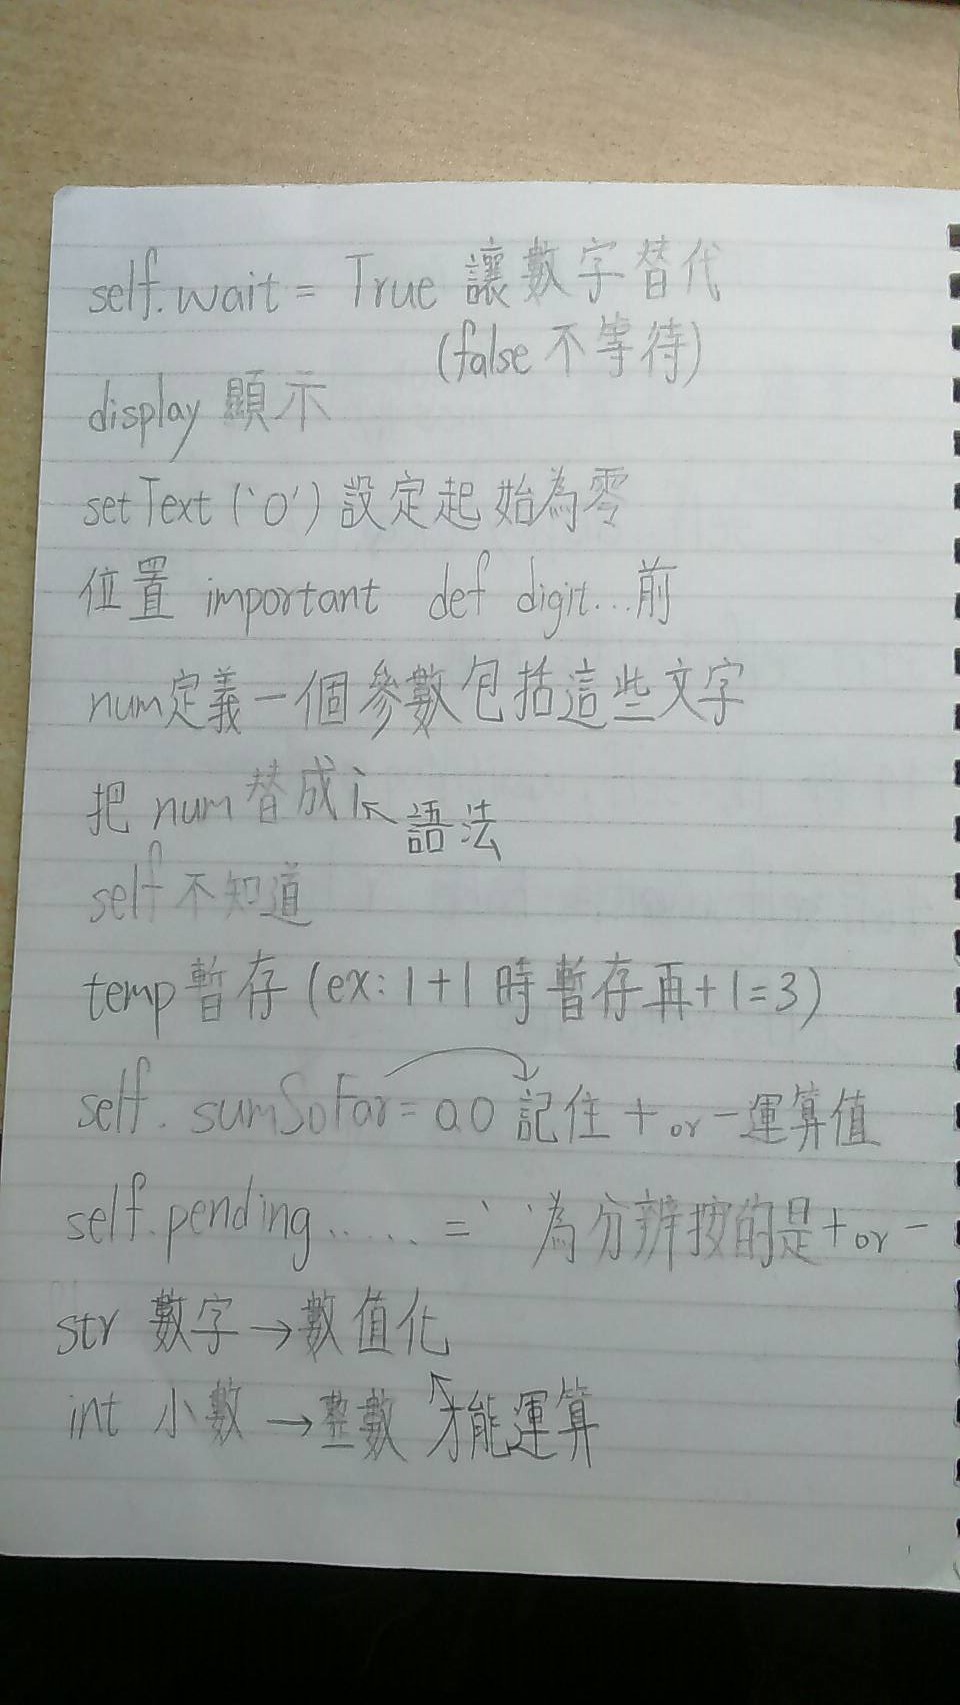 self.wait = True 讓數字替代
(false 不等待)
display 顯示
setText ('0') 設定起始為零
位置 important def digit...前
num定義一個參數包括這些文字
把 num 替成 i 語法
self 不知道
temp 暫存 (ex: 1+1 時暫存再+1=3)
self. sumSoFar = 0.0 記住 + or - 運算值
self.pending...... = ' ' 為分辨按的是 + or -
str 數字→數值化
int 小數→整數 才能運算